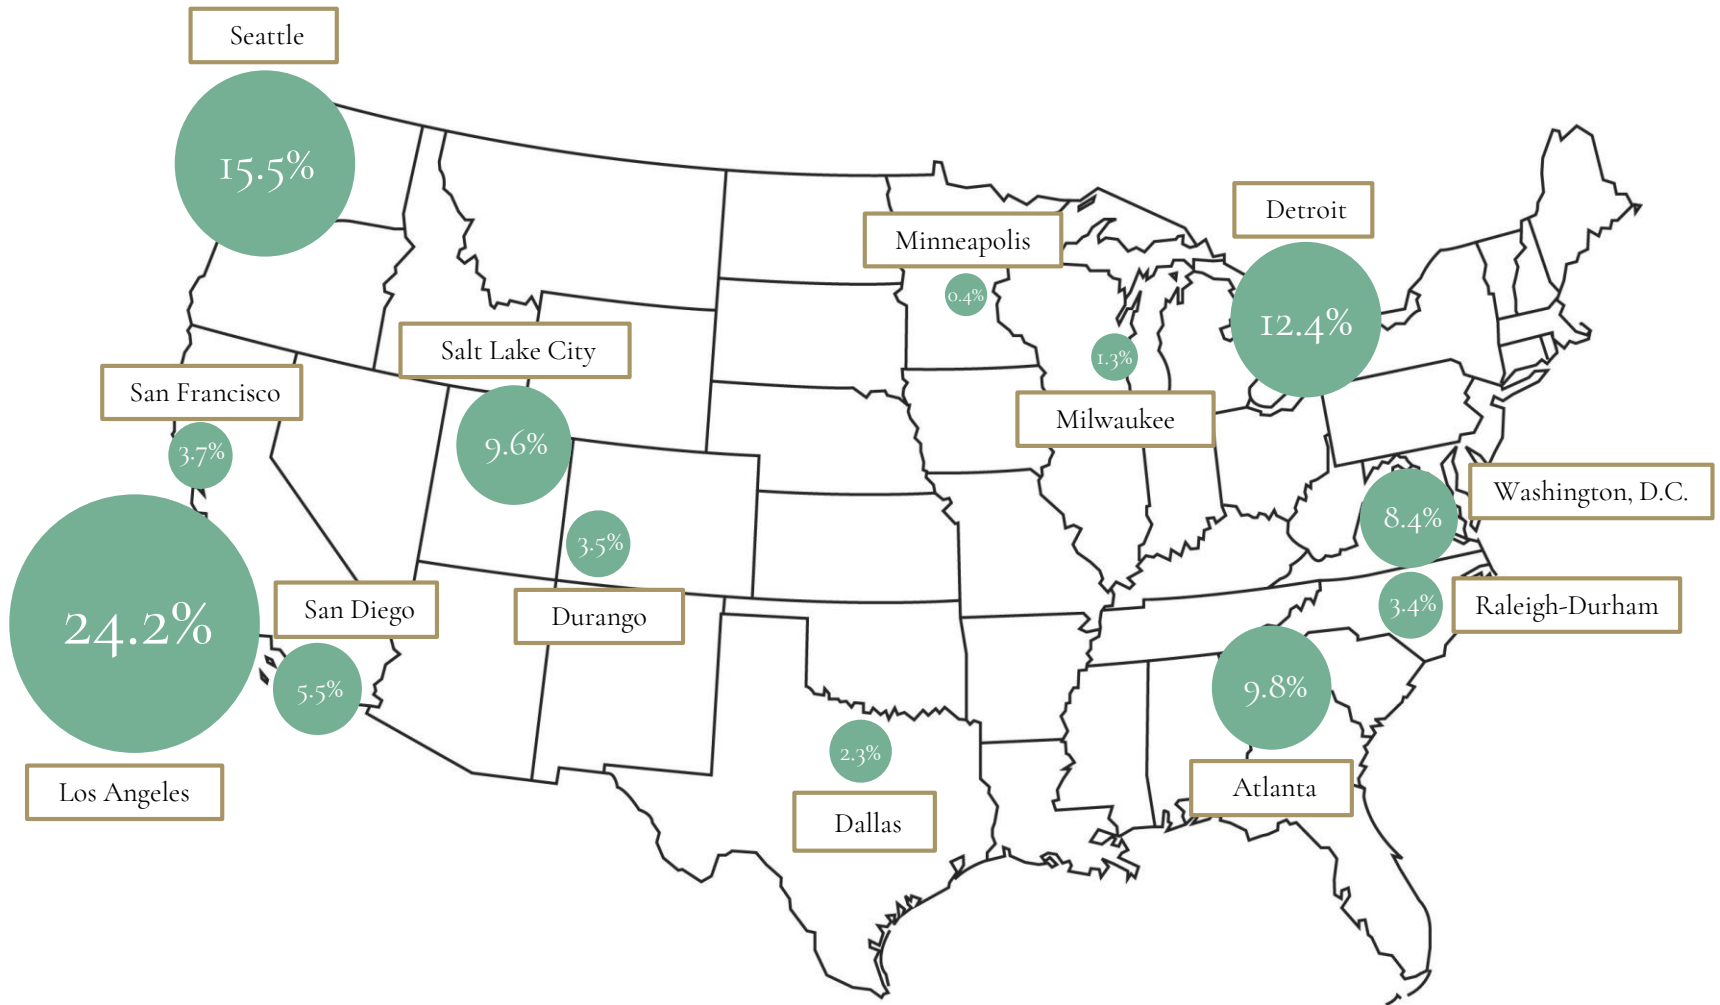 Seattle
15.5%
Detroit
12.4%
Minneapolis
0.4%
Salt Lake City
9.6%
1.3%
Milwaukee
San Francisco
3.7%
Washington, D.C.
8.4%
3.5%
Durango
24.2%
Los Angeles
San Diego
5.5%
3.4%
Raleigh-Durham
9.8%
Atlanta
2.3%
Dallas